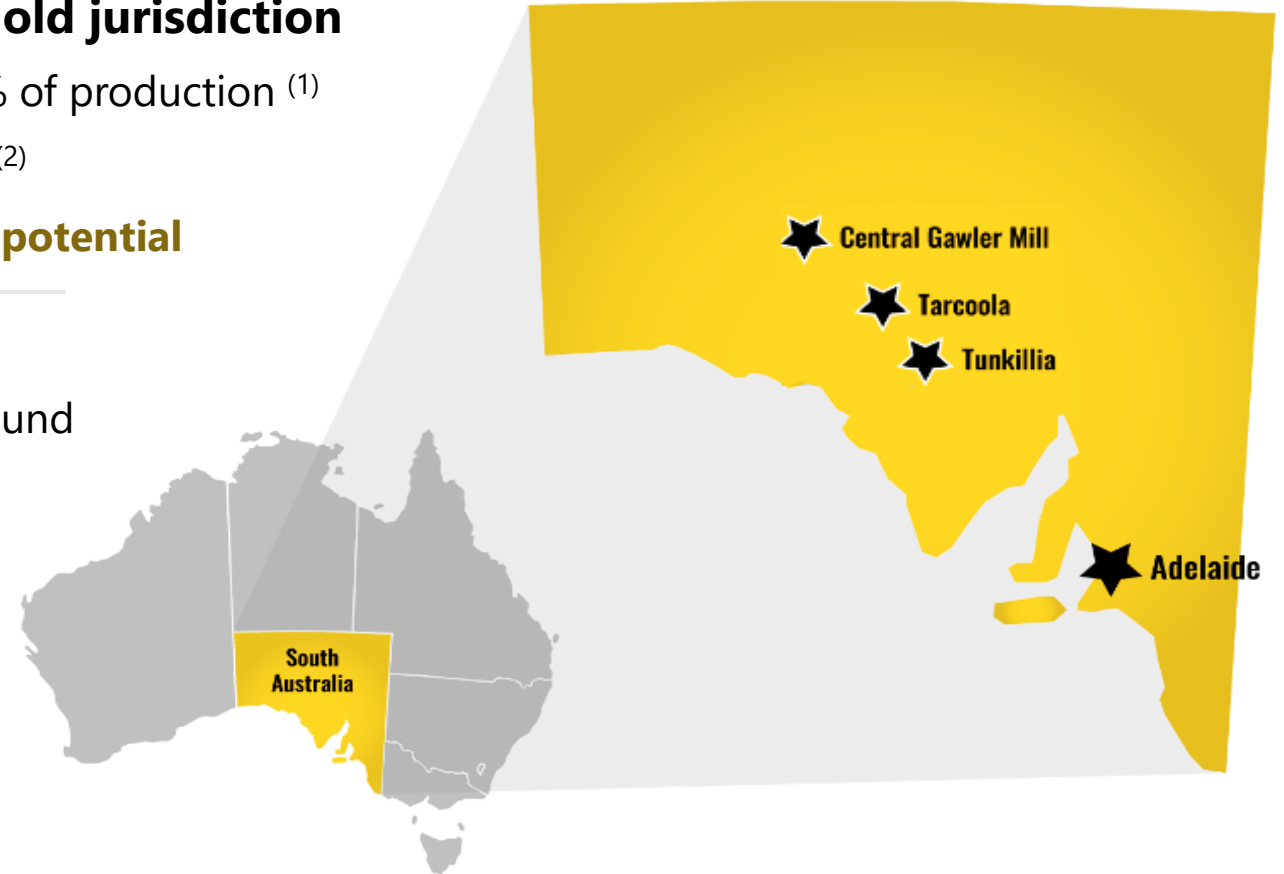 old jurisdiction
% of production (1)
(2)
potential
und
Central Gawler Mill
Tarcoola
Tunkillia
Adelaide
South
Australia